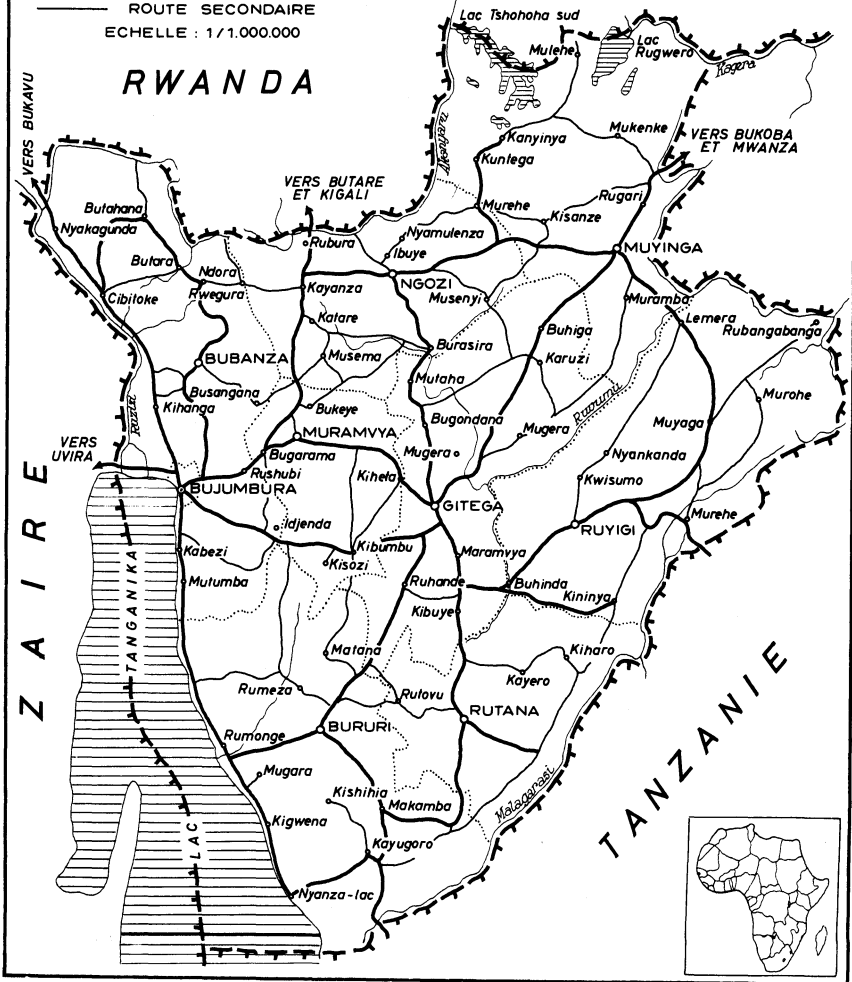 ROUTE SECONDAIRE
ECHELLE : 1/1.000.000
RWANDA
Lac Tshohoha sud
Mulehe
Lac
Rugwero
Kagera
VERS BUKAVU
Akanyaru
Kanyinya
Mukenke
VERS BUKOBA
ET MWANZA
Kuntega
VERS BUTARE
ET KIGALI
Butahana
Nyakagunda
Murehe
Rugari
Kisanze
Rubura
Nyamulenza
Ibuye
MUYINGA
Butara
Ndora
Rwegura
Cibitoke
Kayanza
NGOZI
Musenyi
Muramba
Lemera
Rubangabanga
Katare
Buhiga
BUBANZA
Musema
Burasira
Karuzi
Mutaha
Busangana
Kihanga
Ruzizi
Bukeye
Bugondana
Ruvumu
Murohe
Muyaga
MURAMVYA
Mugera
Mugera
VERS
UVIRA
Bugarama
Rushubi
Kiheta
Nyankanda
Kwisumo
BUJUMBURA
GITEGA
Murehe
RUYIGI
Idjenda
Kabezi
Kibumbu
Kisozi
Maramvya
Mutumba
Ruhande
Buhinda
Kininya
Kibuye
ZAIRE
TANGANIKA
Matana
Kiharo
Kayero
Rumeza
Rutovu
RUTANA
BURURI
Rumonge
TANZANIE
Mugara
Malagarasi
Kishihia
Makamba
Kigwena
LAC
Kayugoro
Nyanza-lac